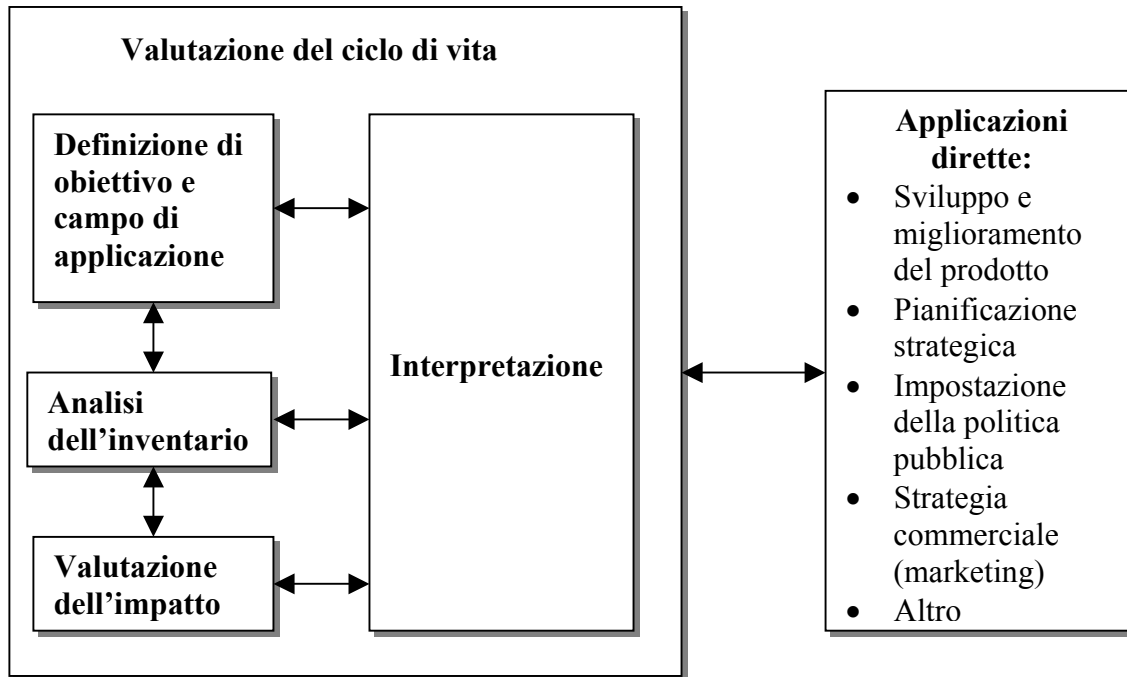 Valutazione del ciclo di vita
Definizione di
obiettivo e
campo di
applicazione
Analisi
dell’inventario
Valutazione
dell’impatto
Interpretazione
Applicazioni
dirette:
• Sviluppo e
miglioramento
del prodotto
• Pianificazione
strategica
• Impostazione
della politica
pubblica
• Strategia
commerciale
(marketing)
• Altro